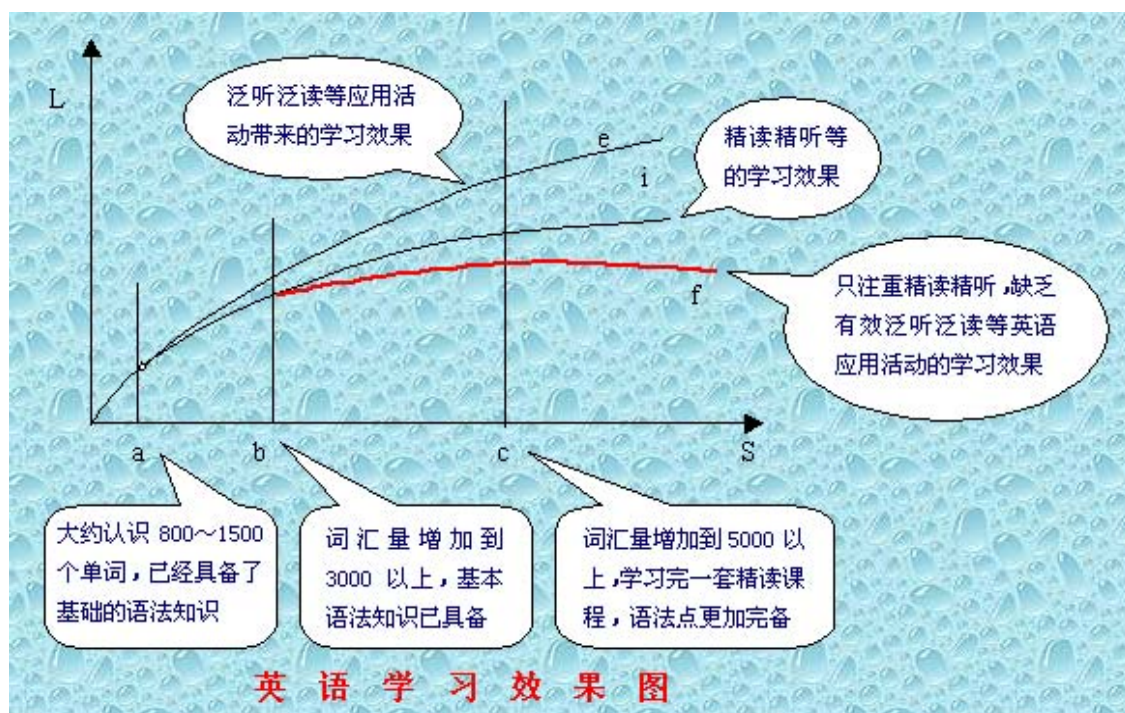 L
泛听泛读等应用活
动带来的学习效果
e
i
精读精听等
的学习效果
f
只注重精读精听，缺乏
有效泛听泛读等英语
应用活动的学习效果
a
b
c
S
大约认识 800～1500
个单词，已经具备了
基础的语法知识
词汇量增加到
3000 以上，基本
语法知识已具备
词汇量增加到 5000 以
上，学习完一套精读课
程，语法点更加完备
英语学习效果图